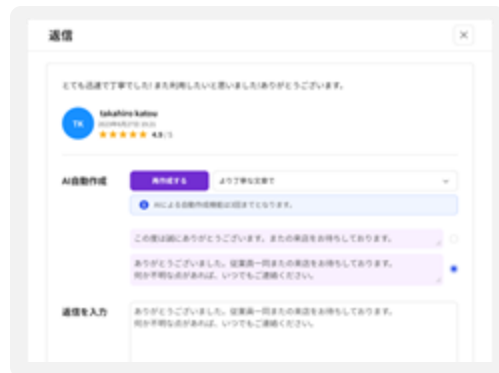 返信
とても迅速で丁寧でした!また利用したいと思いました!ありがとうございます。
TK
takahiro katou
4.9 / 5
AI自動作成
再作成する
より丁寧な文章で
AIによる自動作成機能は3回までとなります。
この度は誠にありがとうございます。またの来店をお待ちしております。
ありがとうございました。従業員一同またの来店をお待ちしております。
何か不明な点があれば、いつでもご連絡ください。
返信を入力
ありがとうございました。従業員一同またの来店をお待ちしております。
何か不明な点があれば、いつでもご連絡ください。